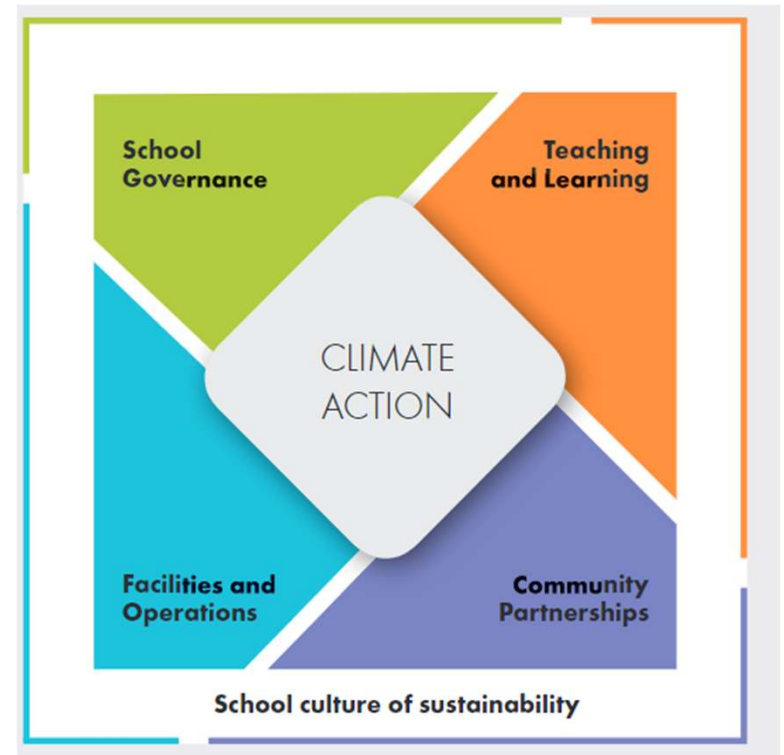 School
Governance
Teaching
and Learning
CLIMATE
ACTION
Facilities and
Operations
Community
Partnerships
School culture of sustainability